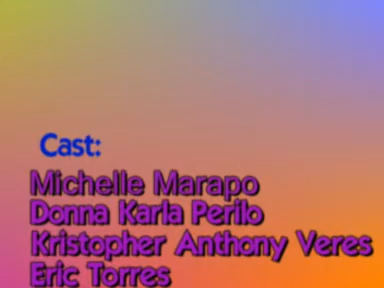 Cast:
Michelle Marapo
Donna Karla Perilo
Kristopher Anthony Veres
Eric Torres